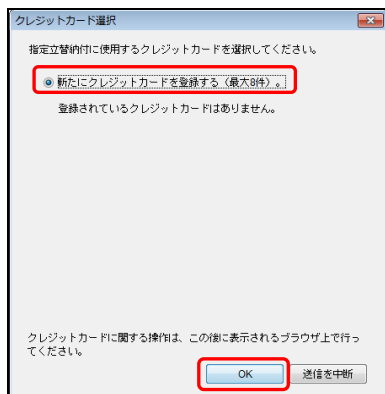 クレジットカード選択
指定立替納付に使用するクレジットカードを選択してください。
新たにクレジットカードを登録する（最大8件）。
登録されているクレジットカードはありません。
クレジットカードに関する操作は、この後に表示されるブラウザ上で行っ
てください。
OK
送信を中断